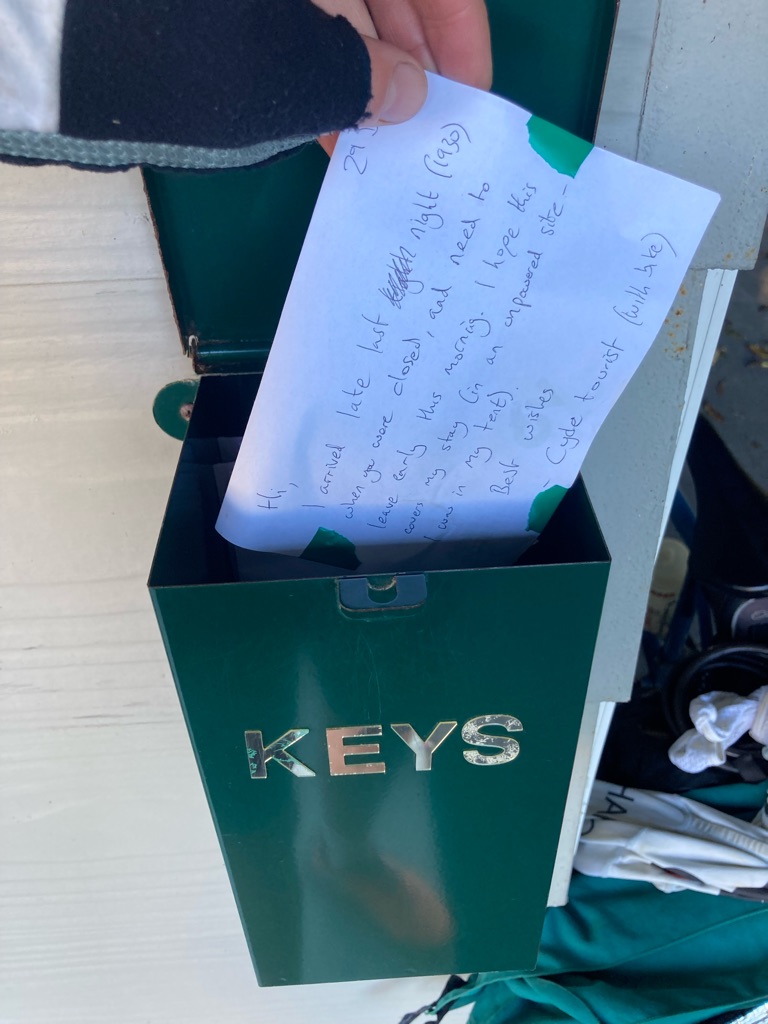 29
Hi,
I arrived late last night (1930)
when you were closed, and need to
leave early this morning. I hope this
covers my stay (in an unpowered site -
I was in my tent).
Best wishes
- Cycle tourist (with bike)
KEYS